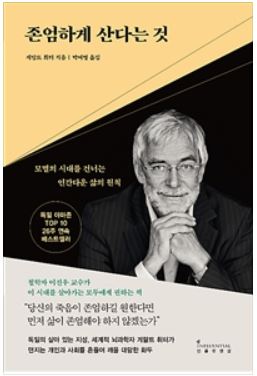 존엄하게 산다는 것
게랄트 휘터 지음 · 박여명 옮김
모멸의 시대를 건너는
인간다운 삶의 원칙
독일 아마존
TOP 10
26주 연속
베스트셀러
철학자 이진우 교수가
이 시대를 살아가는 모두에게 권하는 책
“당신의 죽음이 존엄하길 원한다면
먼저 삶이 존엄해야 하지 않겠는가”
독일의 살아 있는 지성, 세계적 뇌과학자 게랄트 휘터가
던지는 개인과 사회를 흔들어 깨울 대담한 화두
INFLUENTIAL
인플루엔셜